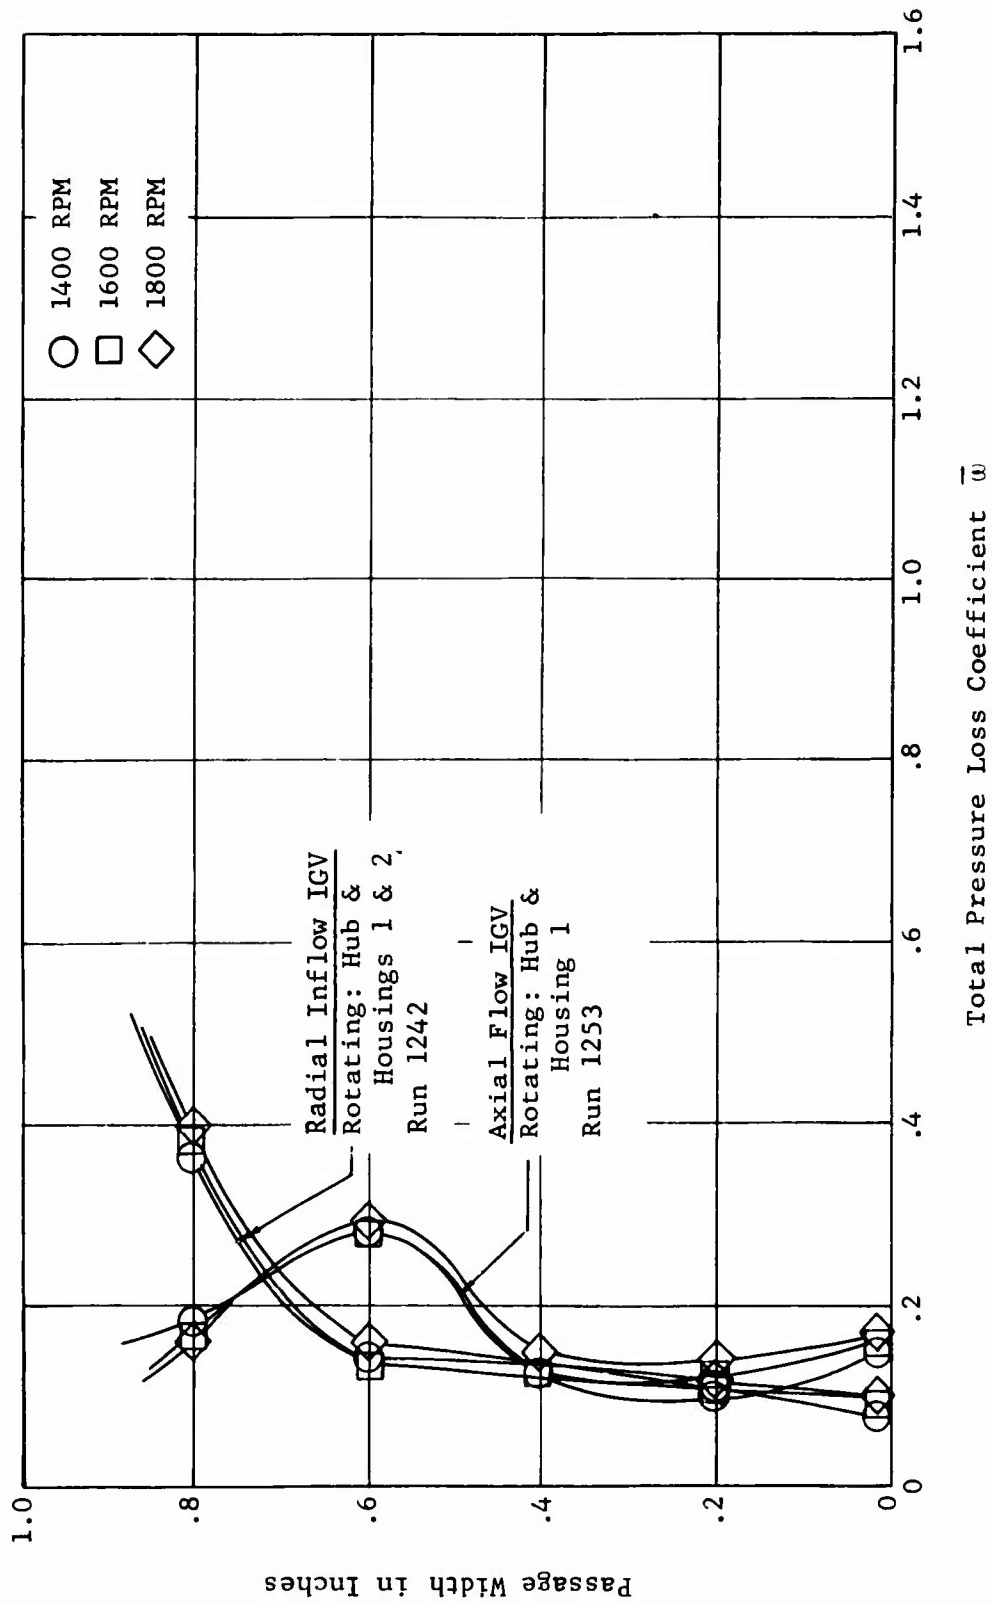 1400 RPM
1600 RPM
1800 RPM
Radial Inflow IGV
Rotating: Hub &
Housings 1 & 2
Run 1242
Axial Flow IGV
Rotating: Hub &
Housing 1
Run 1253
1.0
.8
.6
.4
.2
0
Passage Width in Inches
0
.2
.4
.6
.8
1.0
1.2
1.4
1.6
Total Pressure Loss Coefficient ω̅